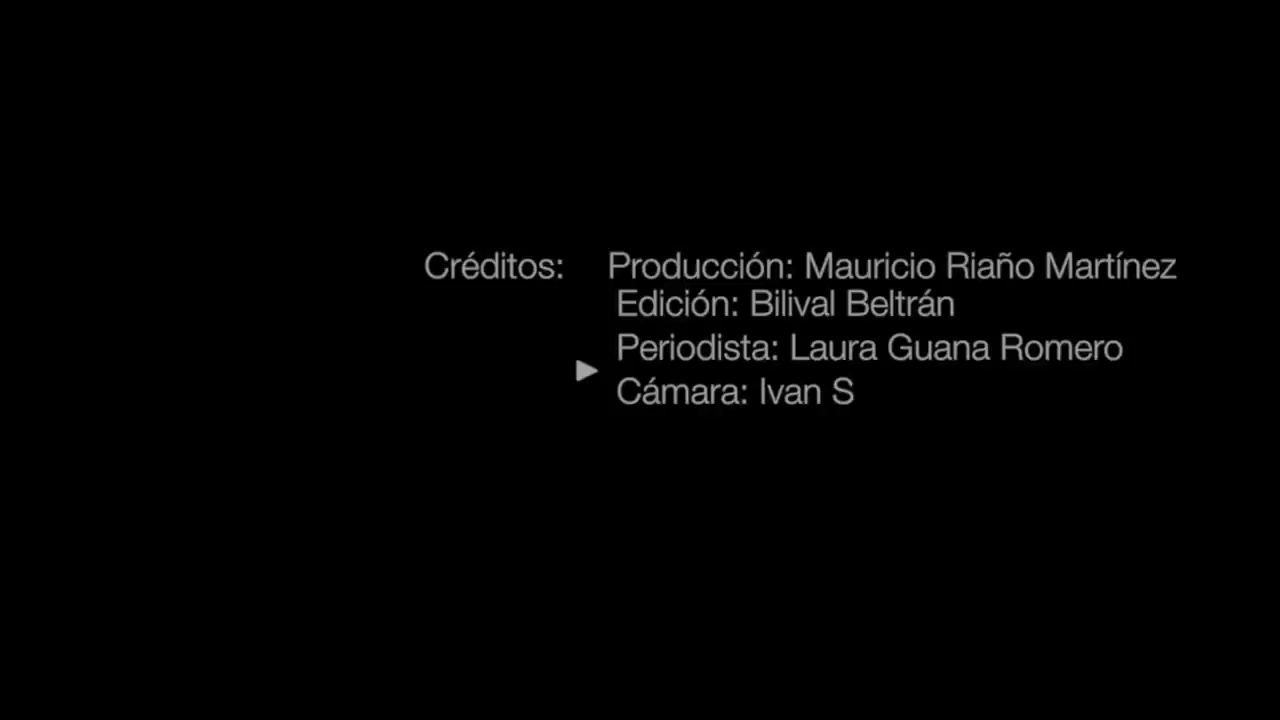 Créditos: Producción: Mauricio Riaño Martínez
Edición: Bilival Beltrán
Periodista: Laura Guana Romero
Cámara: Ivan S